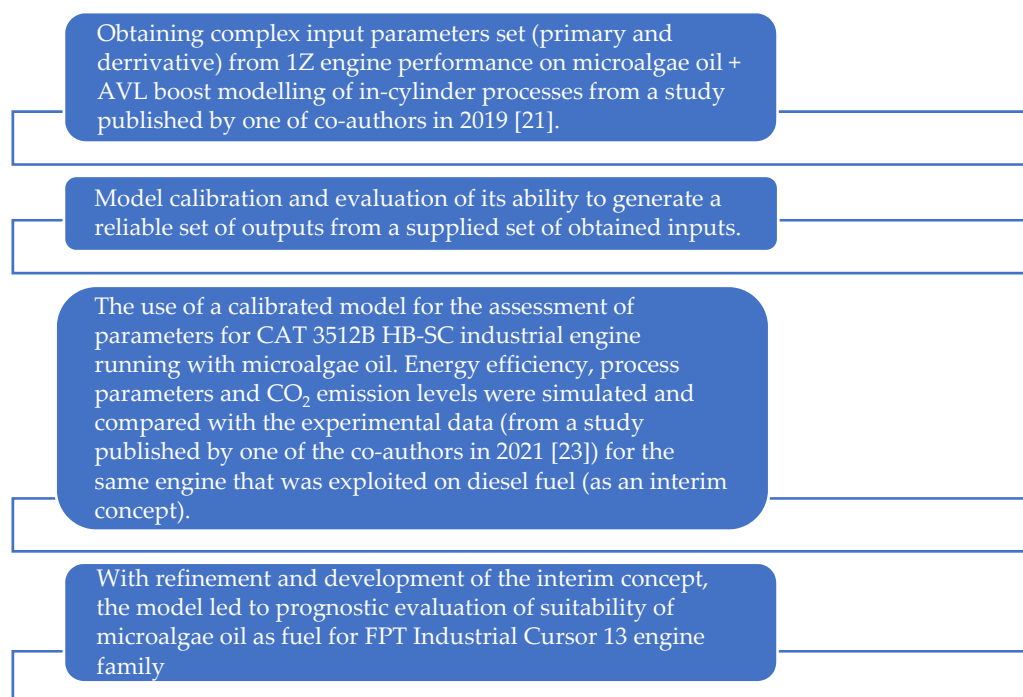 Obtaining complex input parameters set (primary and
derrivative) from 1Z engine performance on microalgae oil +
AVL boost modelling of in-cylinder processes from a study
published by one of co-authors in 2019 [21].
Model calibration and evaluation of its ability to generate a
reliable set of outputs from a supplied set of obtained inputs.
The use of a calibrated model for the assessment of
parameters for CAT 3512B HB-SC industrial engine
running with microalgae oil. Energy efficiency, process
parameters and CO₂ emission levels were simulated and
compared with the experimental data (from a study
published by one of the co-authors in 2021 [23]) for the
same engine that was exploited on diesel fuel (as an interim
concept).
With refinement and development of the interim concept,
the model led to prognostic evaluation of suitability of
microalgae oil as fuel for FPT Industrial Cursor 13 engine
family